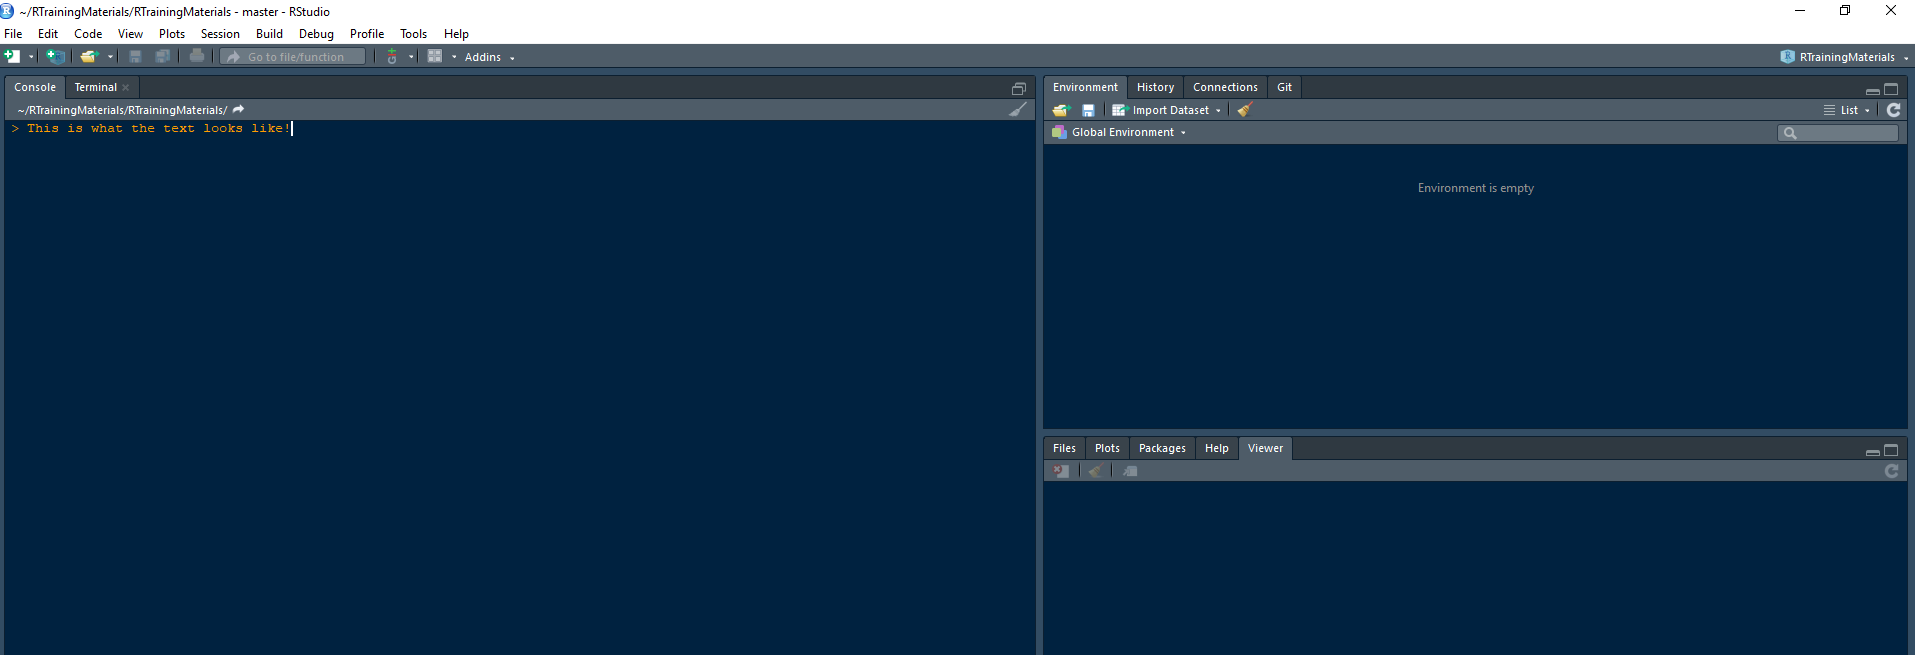 ~/RTrainingMaterials/RTrainingMaterials - master - RStudio
File Edit Code View Plots Session Build Debug Profile Tools Help
Go to file/function Addins RTrainingMaterials
Console Terminal
~/RTrainingMaterials/RTrainingMaterials/
> This is what the text looks like!
Environment History Connections Git
Import Dataset List
Global Environment
Environment is empty
Files Plots Packages Help Viewer